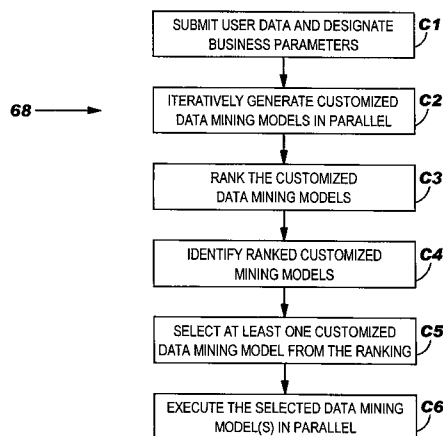 SUBMIT USER DATA AND DESIGNATE
BUSINESS PARAMETERS
C1
68
ITERATIVELY GENERATE CUSTOMIZED
DATA MINING MODELS IN PARALLEL
C2
RANK THE CUSTOMIZED
DATA MINING MODELS
C3
IDENTIFY RANKED CUSTOMIZED
MINING MODELS
C4
SELECT AT LEAST ONE CUSTOMIZED
DATA MINING MODEL FROM THE RANKING
C5
EXECUTE THE SELECTED DATA MINING
MODEL(S) IN PARALLEL
C6